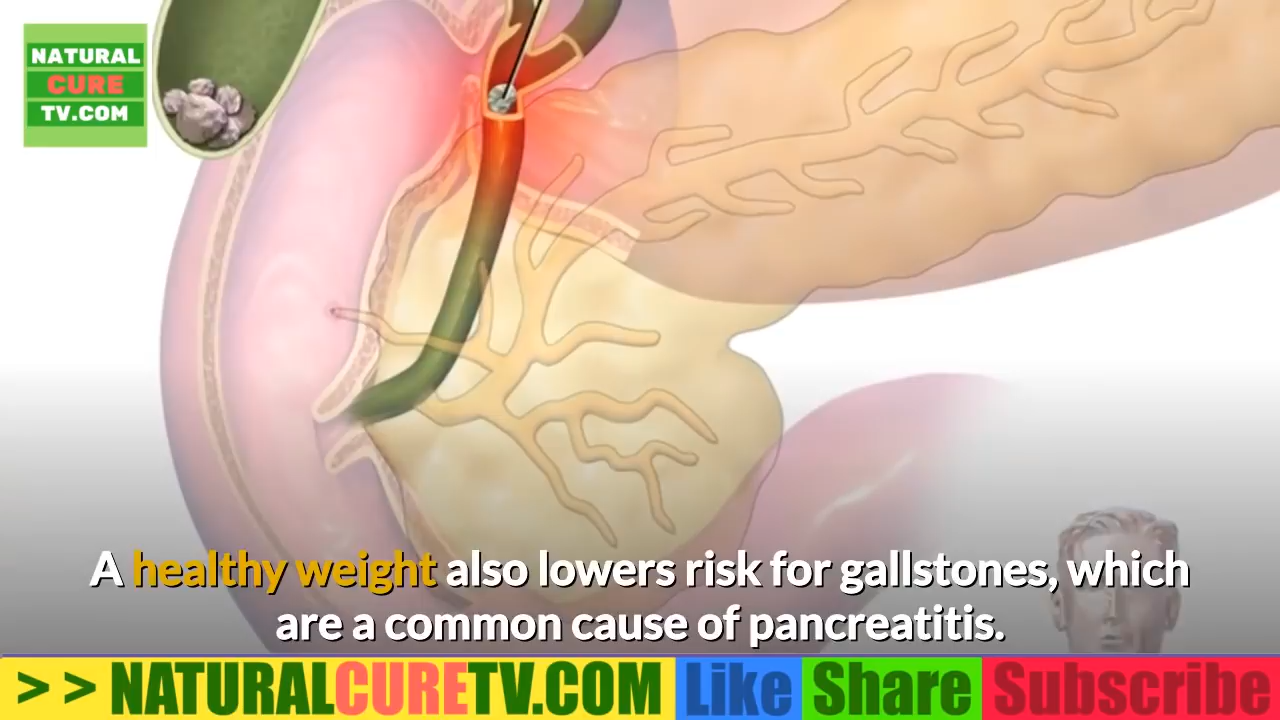 NATURAL
CURE
TV.COM
A healthy weight also lowers risk for gallstones, which
are a common cause of pancreatitis.
>> NATURALCURETV.COM Like Share Subscribe